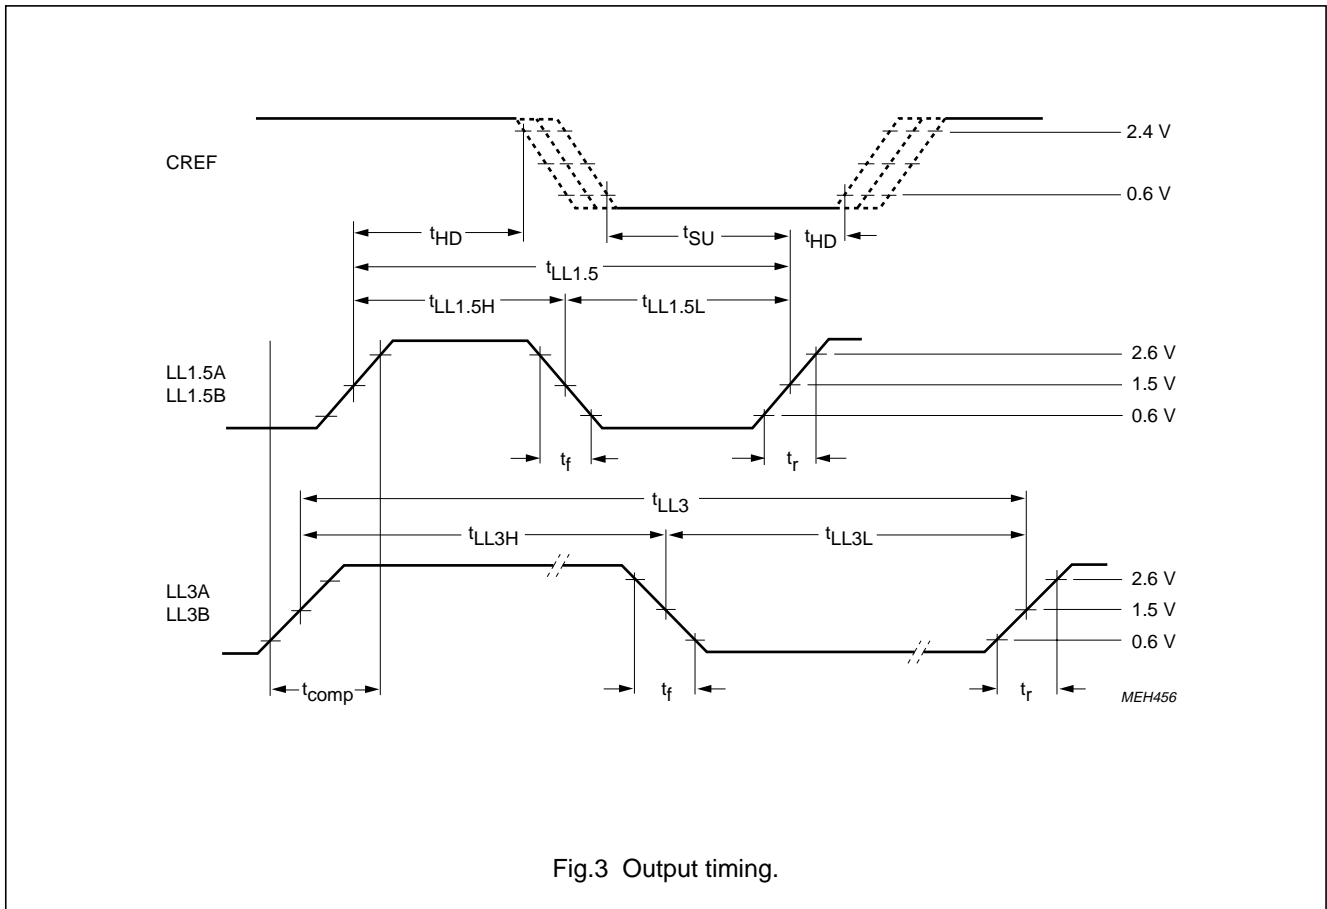 2.4 V
CREF
0.6 V
tHD
tSU
tHD
tLL1.5
tLL1.5H
tLL1.5L
2.6 V
LL1.5A
1.5 V
LL1.5B
0.6 V
tf
tr
tLL3
tLL3H
tLL3L
2.6 V
LL3A
1.5 V
LL3B
0.6 V
tcomp
tf
tr
MEH456
Fig.3 Output timing.